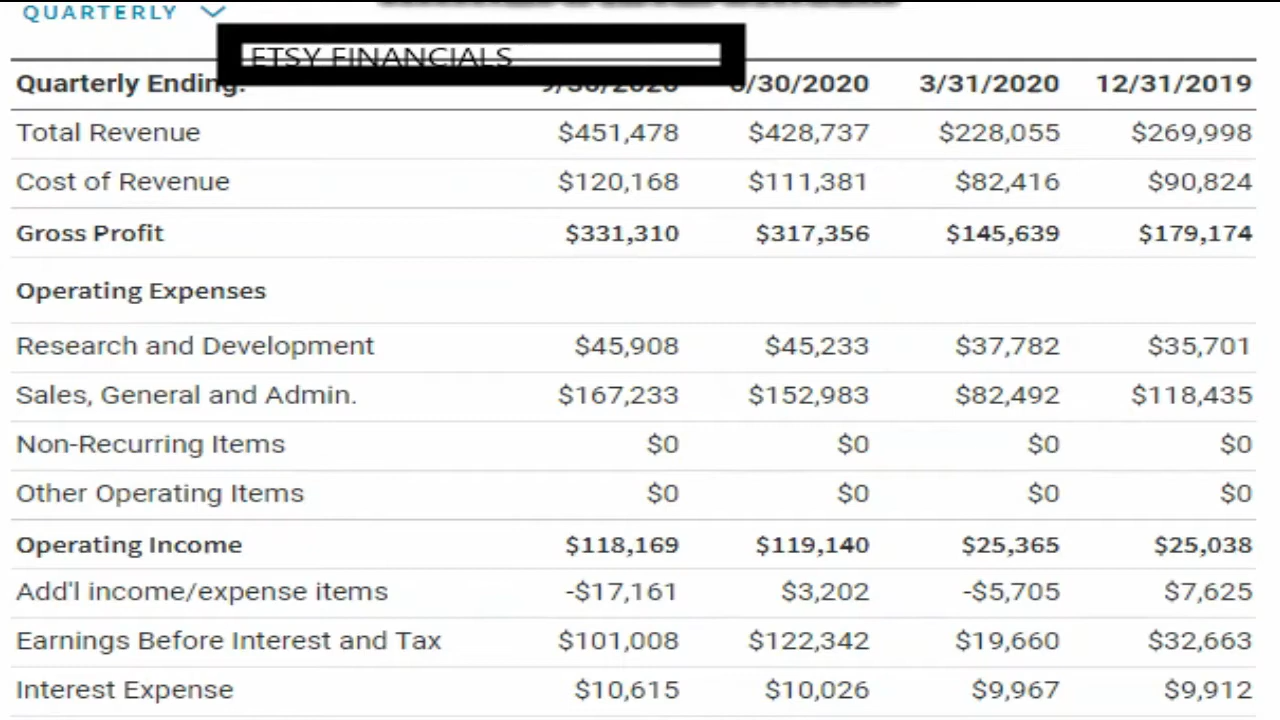 QUARTERLY
ETSY FINANCIALS
Quarterly Ending: 9/30/2020 6/30/2020 3/31/2020 12/31/2019
Total Revenue $451,478 $428,737 $228,055 $269,998
Cost of Revenue $120,168 $111,381 $82,416 $90,824
Gross Profit $331,310 $317,356 $145,639 $179,174
Operating Expenses
Research and Development $45,908 $45,233 $37,782 $35,701
Sales, General and Admin. $167,233 $152,983 $82,492 $118,435
Non-Recurring Items $0 $0 $0 $0
Other Operating Items $0 $0 $0 $0
Operating Income $118,169 $119,140 $25,365 $25,038
Add'l income/expense items -$17,161 $3,202 -$5,705 $7,625
Earnings Before Interest and Tax $101,008 $122,342 $19,660 $32,663
Interest Expense $10,615 $10,026 $9,967 $9,912